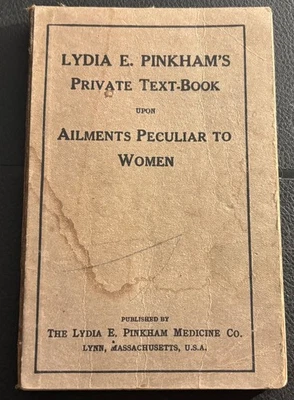 LYDIA E. PINKHAM'S
PRIVATE TEXT-BOOK
UPON
AILMENTS PECULIAR TO
WOMEN
PUBLISHED BY
THE LYDIA E. PINKHAM MEDICINE CO.
LYNN, MASSACHUSETTS, U.S.A.